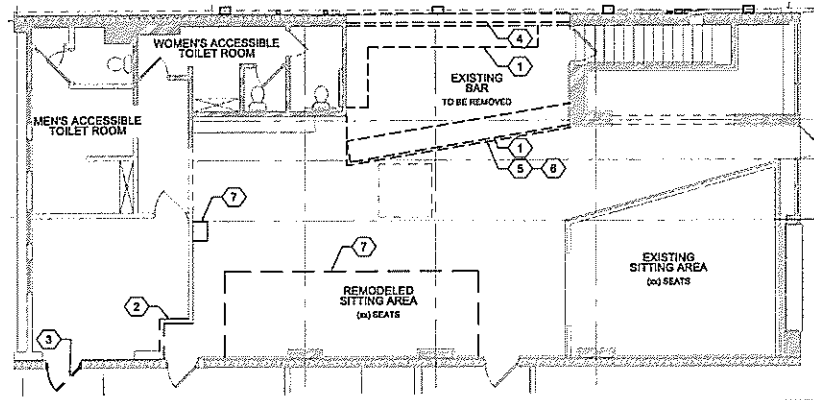 WOMEN'S ACCESSIBLE
TOILET ROOM
4
1
EXISTING
BAR
TO BE REMOVED
MEN'S ACCESSIBLE
TOILET ROOM
1
5
6
7
7
EXISTING
SITTING AREA
(xx) SEATS
REMODELED
SITTING AREA
(xx) SEATS
2
3